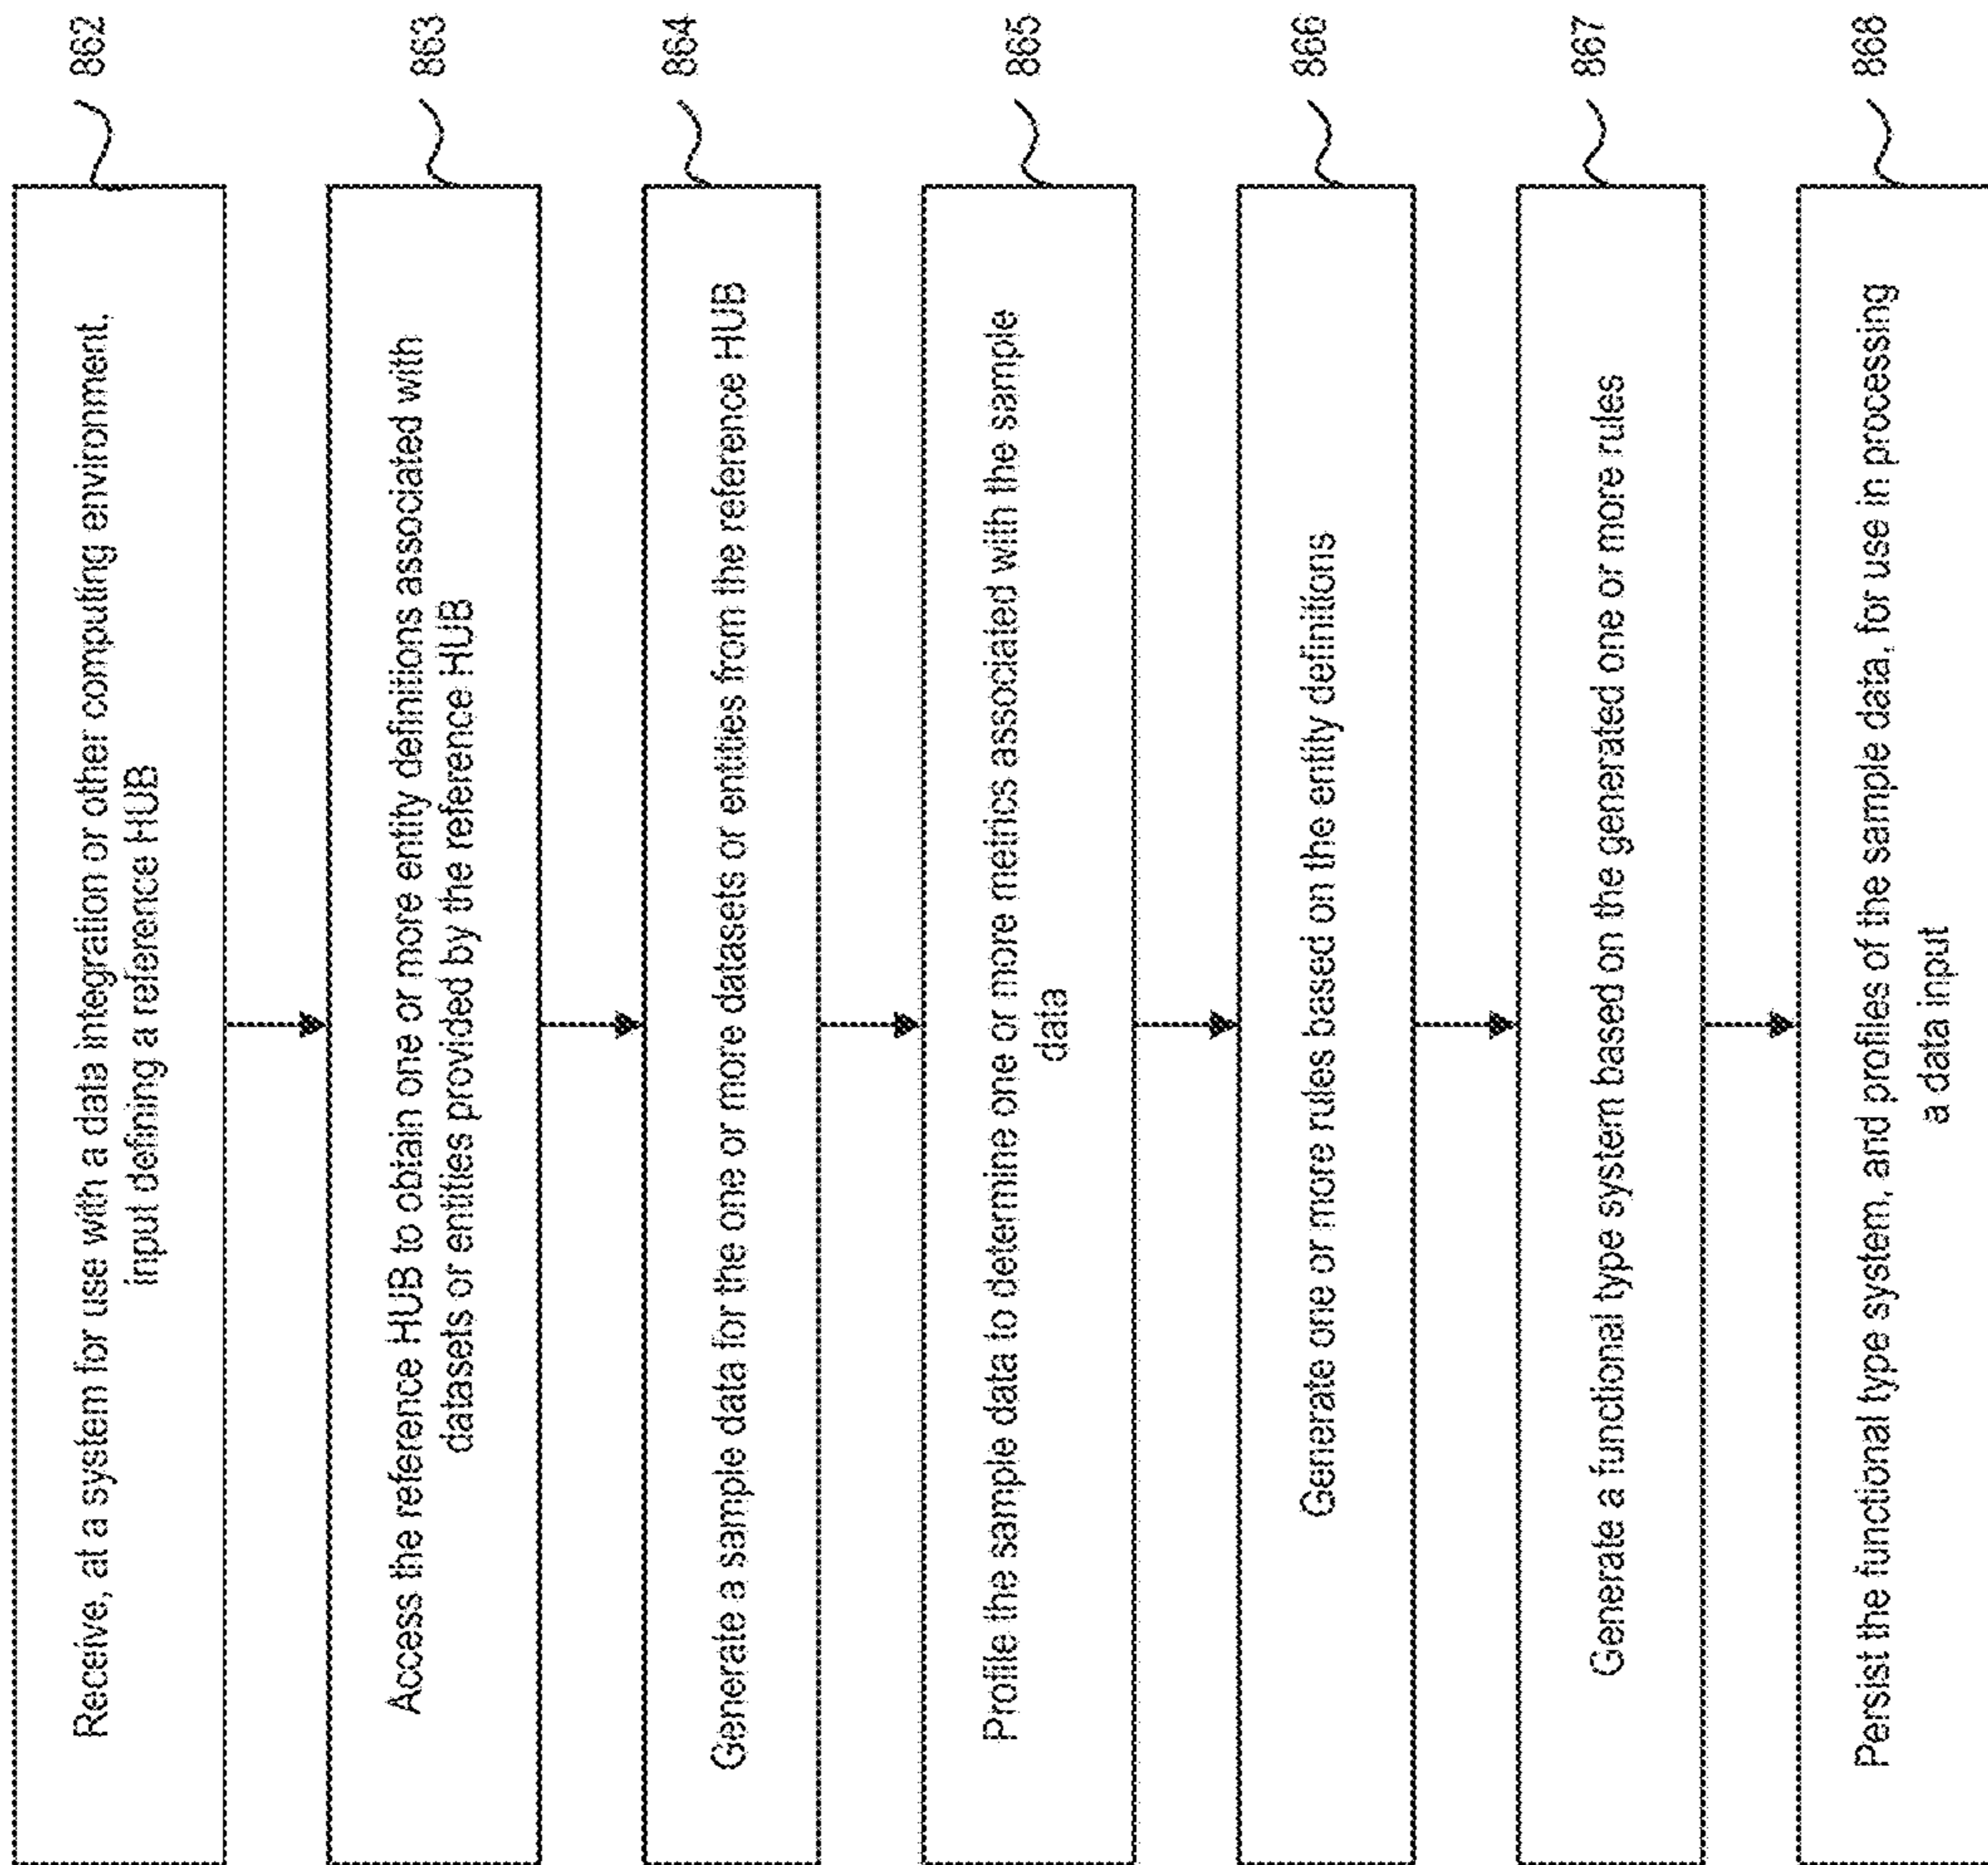 Receive, at a system for use with a data integration or other computing environment,
input defining a reference HUB
862
Access the reference HUB to obtain one or more entity definitions associated with
datasets or entities provided by the reference HUB
863
Generate a sample data for the one or more datasets or entities from the reference HUB
864
Profile the sample data to determine one or more metrics associated with the sample
data
865
Generate one or more rules based on the entity definitions
866
Generate a functional type system based on the generated one or more rules
867
Persist the functional type system, and profiles of the sample data, for use in processing
a data input
868